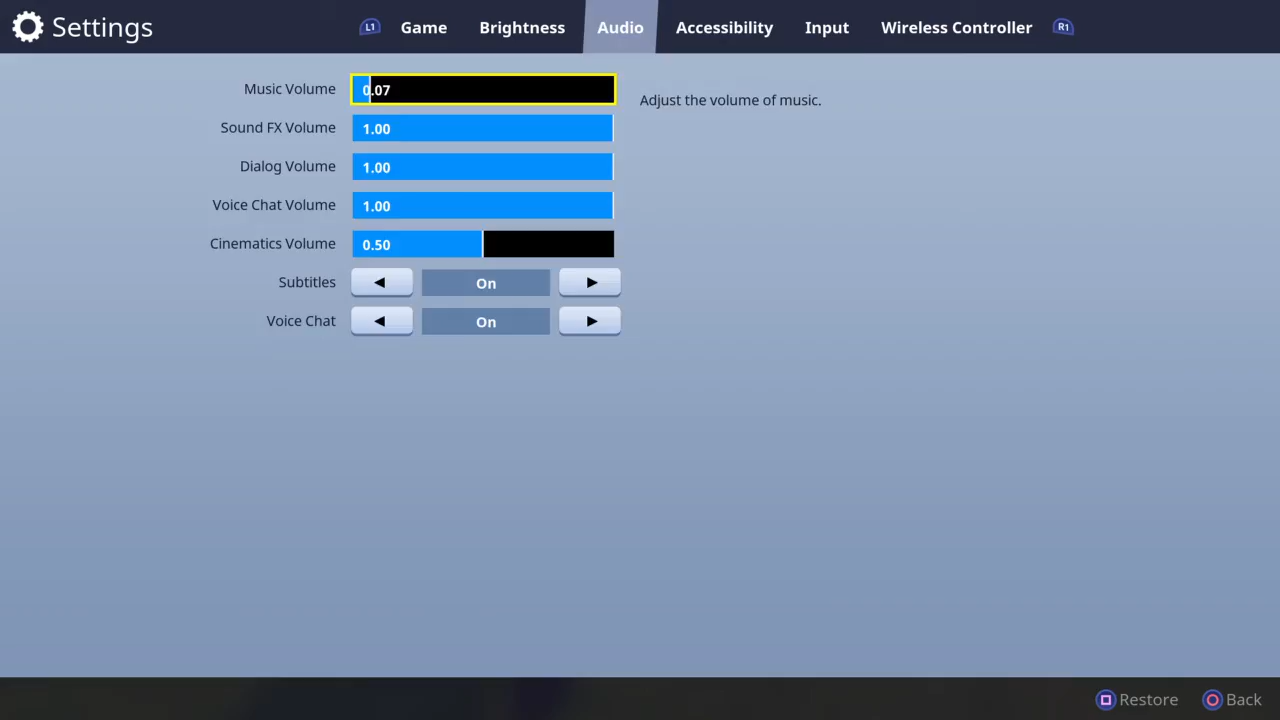 Settings
L1 Game Brightness Audio Accessibility Input Wireless Controller R1
Music Volume 0.07
Adjust the volume of music.
Sound FX Volume 1.00
Dialog Volume 1.00
Voice Chat Volume 1.00
Cinematics Volume 0.50
Subtitles On
Voice Chat On
Restore Back